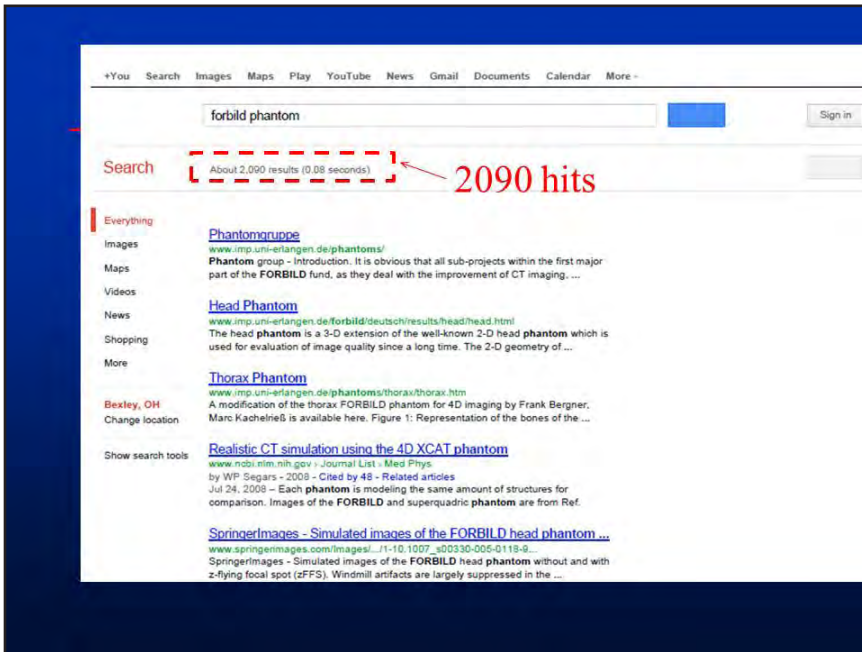 +You Search Images Maps Play YouTube News Gmail Documents Calendar More -
forbild phantom
Sign in
Search
About 2,090 results (0.08 seconds)
2090 hits
Everything
Images
Maps
Videos
News
Shopping
More
Bexley, OH
Change location
Show search tools
Phantomgruppe
www.imp.uni-erlangen.de/phantoms/
Phantom group - Introduction. It is obvious that all sub-projects within the first major
part of the FORBILD fund, as they deal with the improvement of CT imaging, ...
Head Phantom
www.imp.uni-erlangen.de/forbild/deutsch/results/head/head.html
The head phantom is a 3-D extension of the well-known 2-D head phantom which is
used for evaluation of image quality since a long time. The 2-D geometry of ...
Thorax Phantom
www.imp.uni-erlangen.de/phantoms/thorax/thorax.htm
A modification of the thorax FORBILD phantom for 4D imaging by Frank Bergner,
Marc Kachelrieß is available here. Figure 1: Representation of the bones of the ...
Realistic CT simulation using the 4D XCAT phantom
www.ncbi.nlm.nih.gov › Journal List › Med Phys
by WP Segars - 2008 - Cited by 48 - Related articles
Jul 24, 2008 – Each phantom is modeling the same amount of structures for
comparison. Images of the FORBILD and superquadric phantom are from Ref.
SpringerImages - Simulated images of the FORBILD head phantom ...
www.springerimages.com/Images/.../1-10.1007_s00330-005-0118-9...
SpringerImages - Simulated images of the FORBILD head phantom without and with
z-flying focal spot (zFFS). Windmill artifacts are largely suppressed in the ...